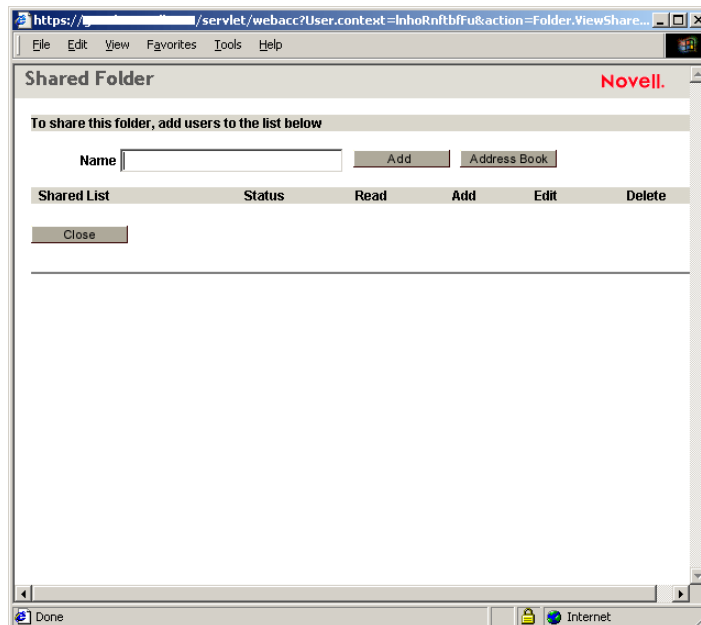 https:// /servlet/webacc?User.context=lnhoRnftbfFu&action=Folder.ViewShare...
File Edit View Favorites Tools Help
Shared Folder
Novell.
To share this folder, add users to the list below
Name Add Address Book
Shared List Status Read Add Edit Delete
Close
Done Internet